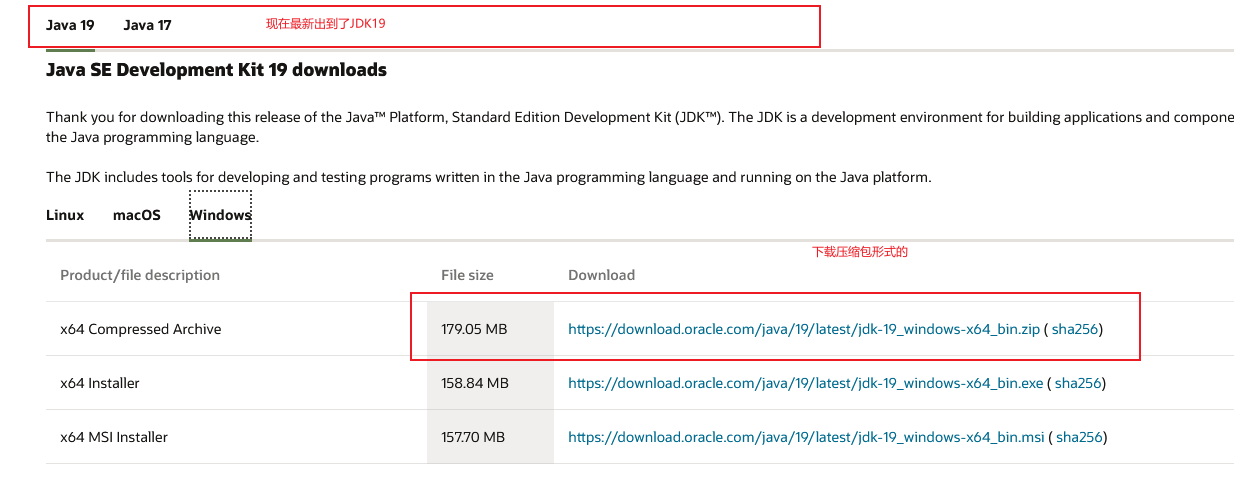 Java 19 Java 17 现在最新出到了JDK19
Java SE Development Kit 19 downloads
Thank you for downloading this release of the Java™ Platform, Standard Edition Development Kit (JDK™). The JDK is a development environment for building applications and compone
the Java programming language.
The JDK includes tools for developing and testing programs written in the Java programming language and running on the Java platform.
Linux macOS Windows
下载压缩包形式的
Product/file description File size Download
x64 Compressed Archive 179.05 MB https://download.oracle.com/java/19/latest/jdk-19_windows-x64_bin.zip ( sha256)
x64 Installer 158.84 MB https://download.oracle.com/java/19/latest/jdk-19_windows-x64_bin.exe ( sha256)
x64 MSI Installer 157.70 MB https://download.oracle.com/java/19/latest/jdk-19_windows-x64_bin.msi ( sha256)